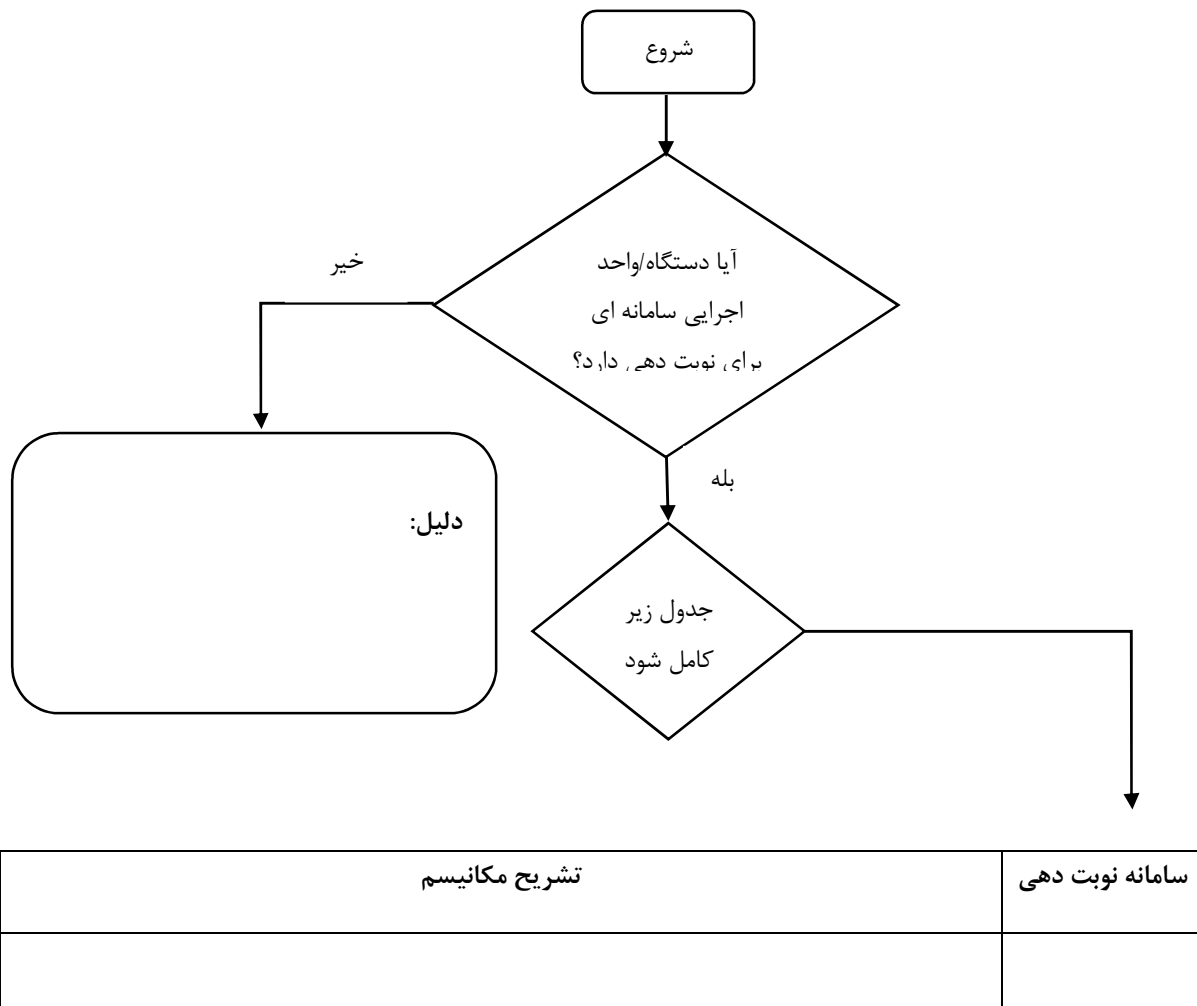 شروع
آیا دستگاه/واحد
اجرایی سامانه ای
برای نوبت دهی دارد؟
خیر
بله
دلیل:
جدول زیر
کامل شود
سامانه نوبت دهی
تشریح مکانیسم